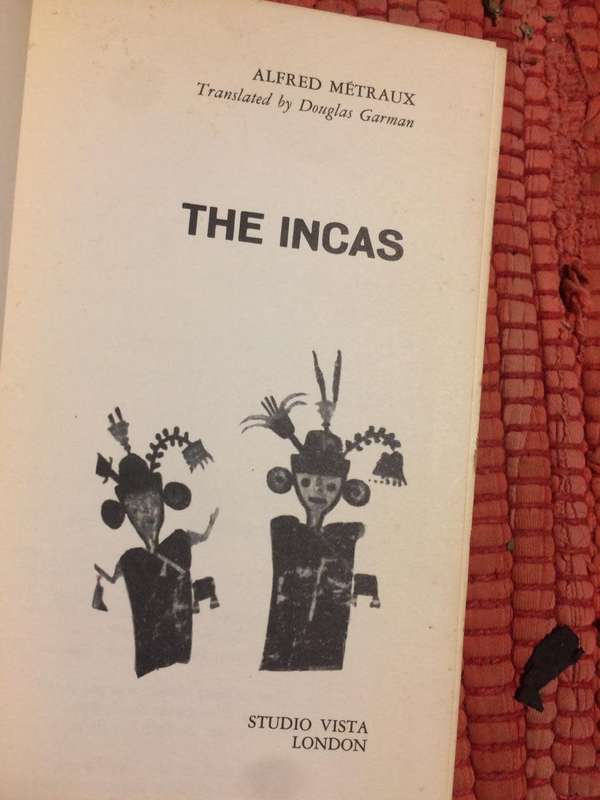 ALFRED MÉTRAUX
Translated by Douglas Garman
THE INCAS
STUDIO VISTA
LONDON